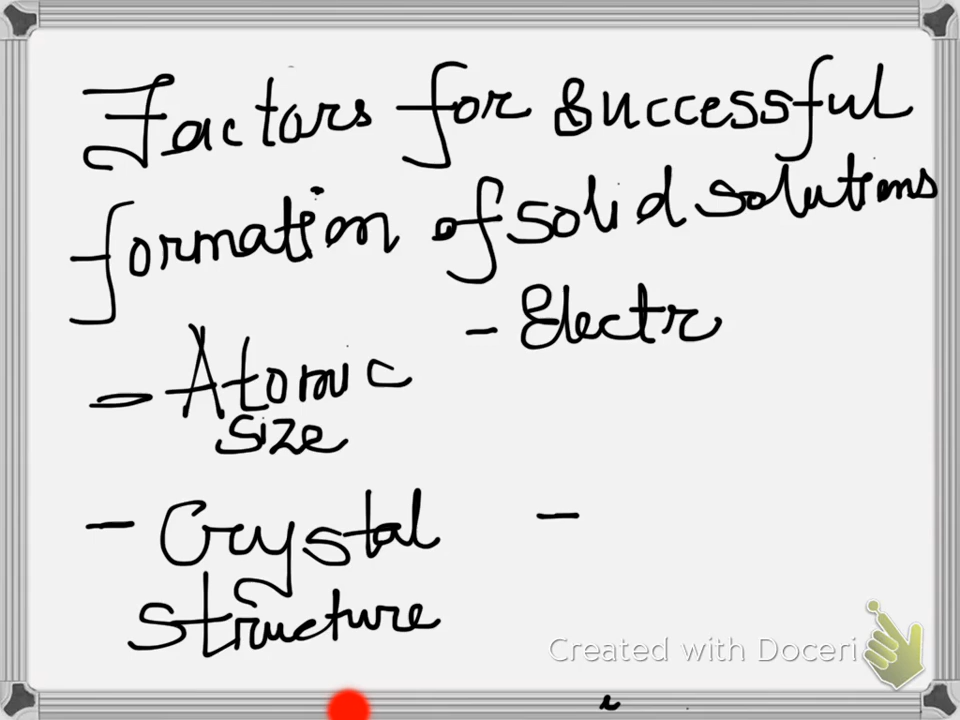 Factors for successful
formation of solid solutions
- Atomic
size
- Electr
- Crystal
structure
-
Created with Doceri